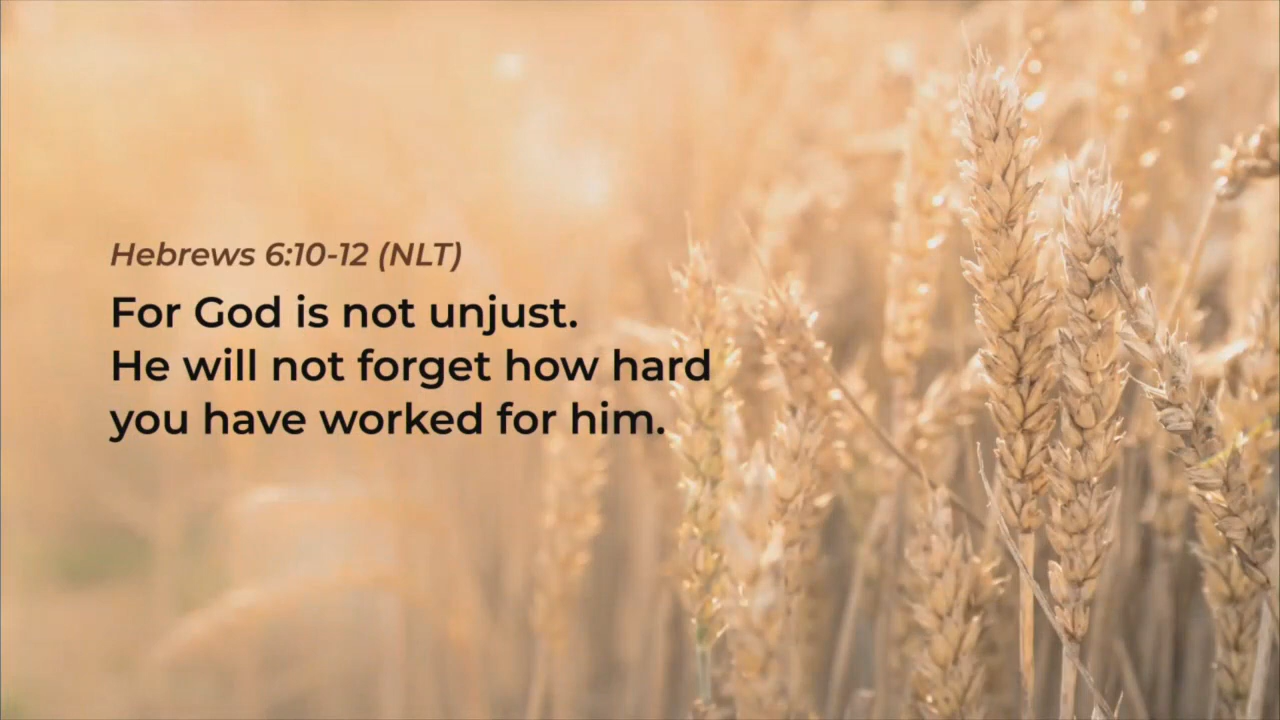 Hebrews 6:10-12 (NLT)
For God is not unjust.
He will not forget how hard
you have worked for him.